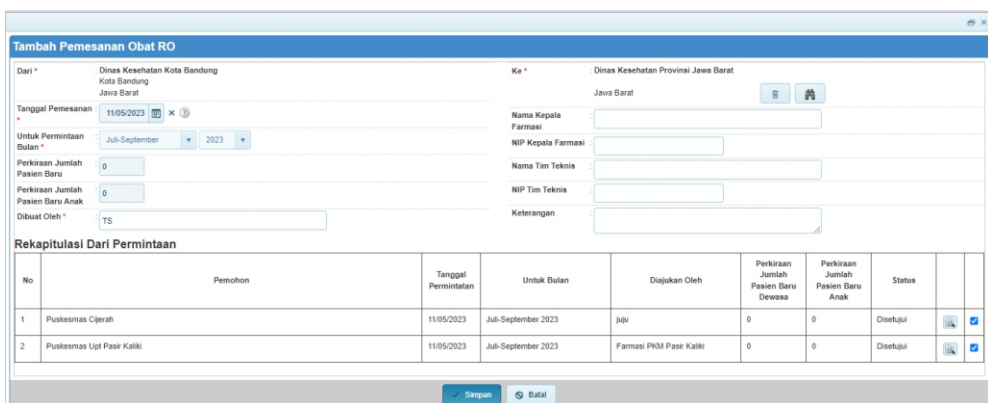 Tambah Pemesanan Obat RO
Dari * : Dinas Kesehatan Kota Bandung
Kota Bandung
Jawa Barat
Ke * : Dinas Kesehatan Provinsi Jawa Barat
Jawa Barat
Tanggal Pemesanan * : 11/05/2023
Untuk Permintaan Bulan * : Juli-September 2023
Perkiraan Jumlah Pasien Baru : 0
Perkiraan Jumlah Pasien Baru Anak : 0
Dibuat Oleh * : TS
Nama Kepala Farmasi :
NIP Kepala Farmasi :
Nama Tim Teknis :
NIP Tim Teknis :
Keterangan :
Rekapitulasi Dari Permintaan
No Pemohon Tanggal Permintatan Untuk Bulan Diajukan Oleh Perkiraan Jumlah Pasien Baru Dewasa Perkiraan Jumlah Pasien Baru Anak Status
1 Puskesmas Cijerah 11/05/2023 Juli-September 2023 juju 0 0 Disetujui
2 Puskesmas Upt Pasir Kaliki 11/05/2023 Juli-September 2023 Farmasi PKM Pasir Kaliki 0 0 Disetujui
Simpan Batal